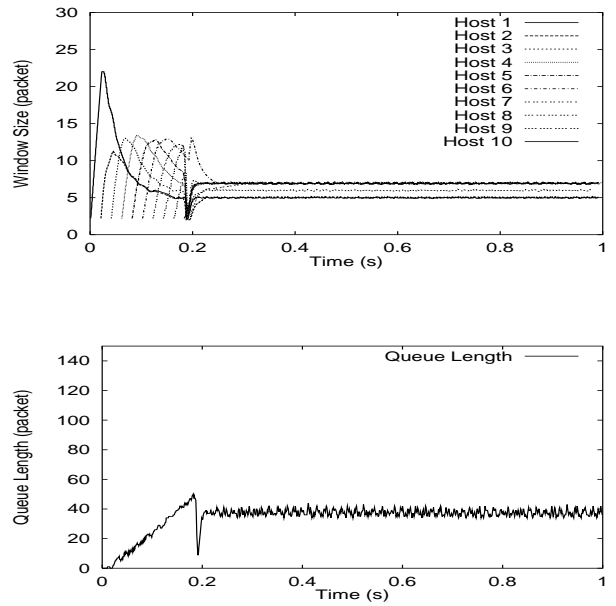 30
25
20
15
10
5
0
Window Size (packet)
Host 1
Host 2
Host 3
Host 4
Host 5
Host 6
Host 7
Host 8
Host 9
Host 10
0 0.2 0.4 0.6 0.8 1
Time (s)
140
120
100
80
60
40
20
0
Queue Length (packet)
Queue Length
0 0.2 0.4 0.6 0.8 1
Time (s)